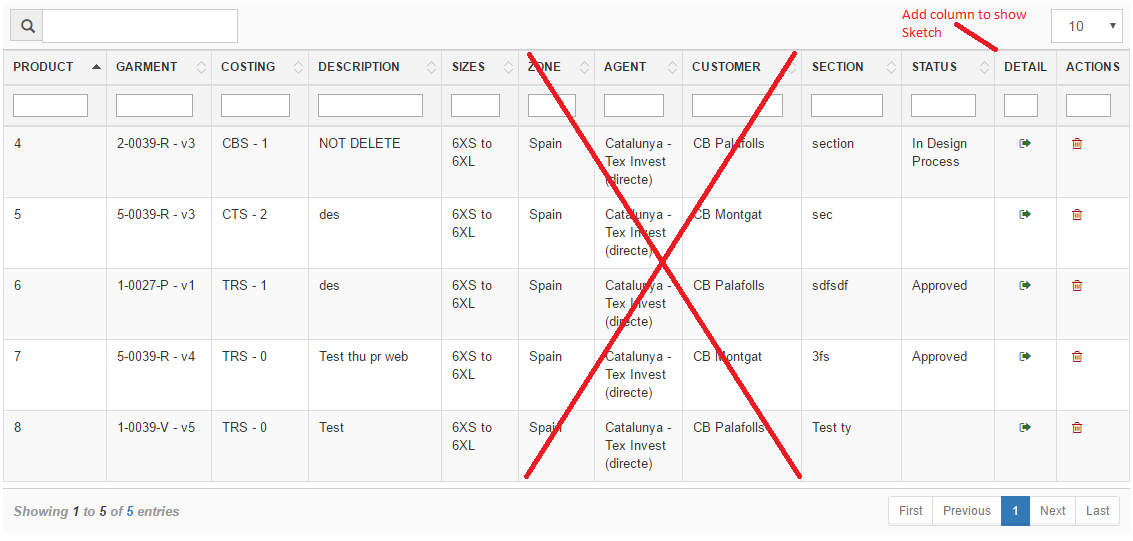 Add column to show
Sketch
10
PRODUCT GARMENT COSTING DESCRIPTION SIZES ZONE AGENT CUSTOMER SECTION STATUS DETAIL ACTIONS
4 2-0039-R - v3 CBS - 1 NOT DELETE 6XS to Spain Catalunya - CB Palafolls section In Design
6XL Tex Invest Process
(directe)
5 5-0039-R - v3 CTS - 2 des 6XS to Spain Catalunya - CB Montgat sec
6XL Tex Invest
(directe)
6 1-0027-P - v1 TRS - 1 des 6XS to Spain Catalunya - CB Palafolls sdfsdf Approved
6XL Tex Invest
(directe)
7 5-0039-R - v4 TRS - 0 Test thu pr web 6XS to Spain Catalunya - CB Montgat 3fs Approved
6XL Tex Invest
(directe)
8 1-0039-V - v5 TRS - 0 Test 6XS to Spain Catalunya - CB Palafolls Test ty
6XL Tex Invest
(directe)
Showing 1 to 5 of 5 entries First Previous 1 Next Last